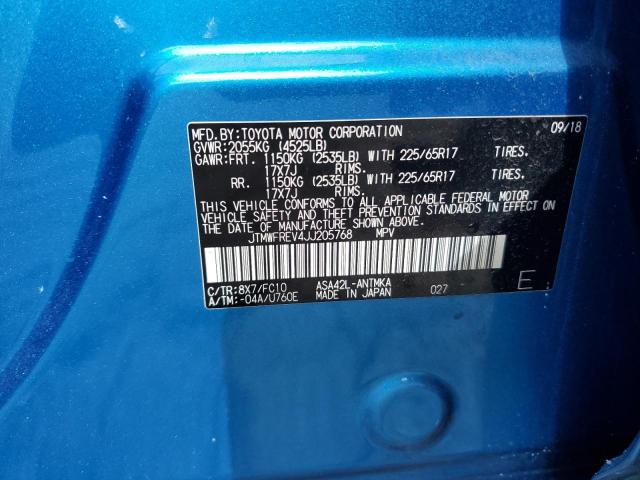 MFD.BY:TOYOTA MOTOR CORPORATION 09/18
GVWR:2055KG (4525LB)
GAWR:FRT. 1150KG (2535LB) WITH 225/65R17 TIRES.
17X7J RIMS.
RR. 1150KG (2535LB) WITH 225/65R17 TIRES.
17X7J RIMS.
THIS VEHICLE CONFORMS TO ALL APPLICABLE FEDERAL MOTOR
VEHICLE SAFETY AND THEFT PREVENTION STANDARDS IN EFFECT
ON THE DATE OF MANUFACTURE SHOWN ABOVE.
JTMWFREV4JJ205768 MPV
C/TR:8X7/FC10 ASA42L-ANTMKA 027 E
A/TM:-04A/U760E MADE IN JAPAN